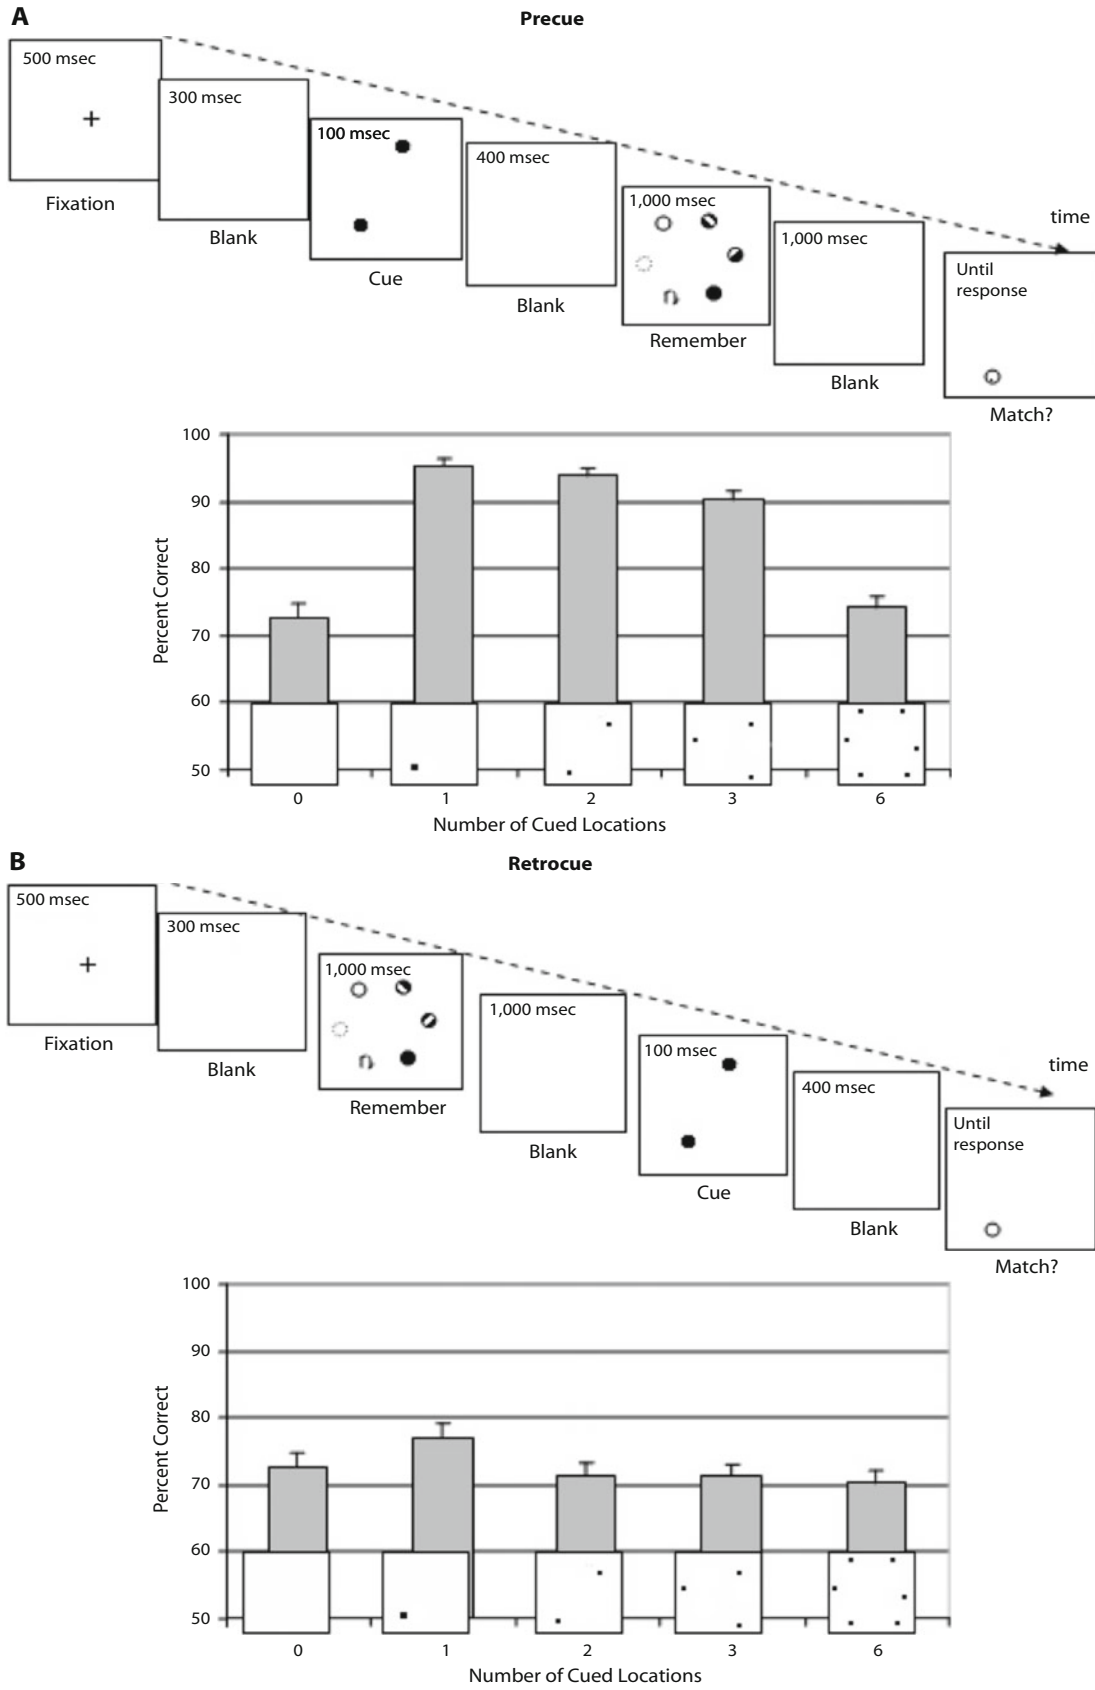 A
Precue
500 msec
Fixation
300 msec
Blank
100 msec
Cue
400 msec
Blank
1,000 msec
Remember
1,000 msec
Blank
time
Until
response
Match?
Percent Correct
100
90
80
70
60
50
0 1 2 3 6
Number of Cued Locations
B
Retrocue
500 msec
Fixation
300 msec
Blank
1,000 msec
Remember
1,000 msec
Blank
100 msec
Cue
400 msec
Blank
time
Until
response
Match?
Percent Correct
100
90
80
70
60
50
0 1 2 3 6
Number of Cued Locations